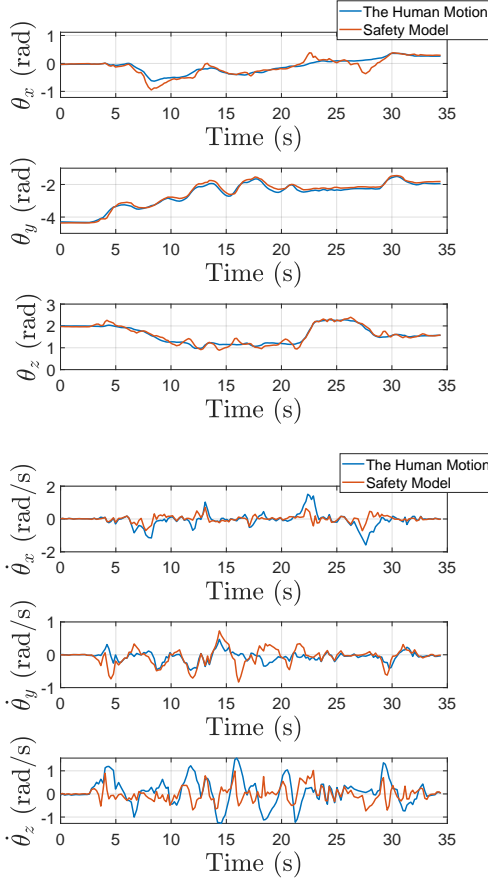 The Human Motion
Safety Model
1
0
-1
θx (rad)
0 5 10 15 20 25 30 35
Time (s)
-2
-4
θy (rad)
0 5 10 15 20 25 30 35
Time (s)
3
2
1
0
θz (rad)
0 5 10 15 20 25 30 35
Time (s)
The Human Motion
Safety Model
2
0
-2
θ̇x (rad/s)
0 5 10 15 20 25 30 35
Time (s)
1
0
-1
θ̇y (rad/s)
0 5 10 15 20 25 30 35
Time (s)
1
0
-1
θ̇z (rad/s)
0 5 10 15 20 25 30 35
Time (s)